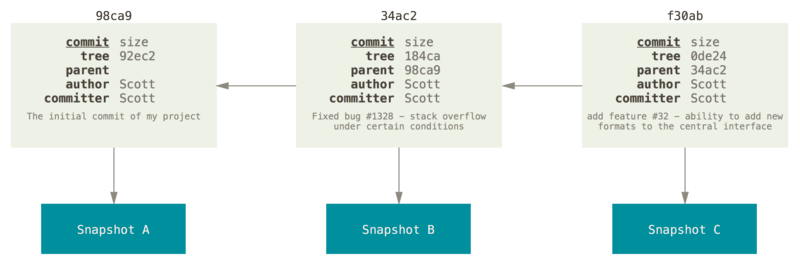 98ca9
commit size
tree 92ec2
parent
author Scott
committer Scott
The initial commit of my project
Snapshot A
34ac2
commit size
tree 184ca
parent 98ca9
author Scott
committer Scott
Fixed bug #1328 – stack overflow
under certain conditions
Snapshot B
f30ab
commit size
tree 0de24
parent 34ac2
author Scott
committer Scott
add feature #32 – ability to add new
formats to the central interface
Snapshot C